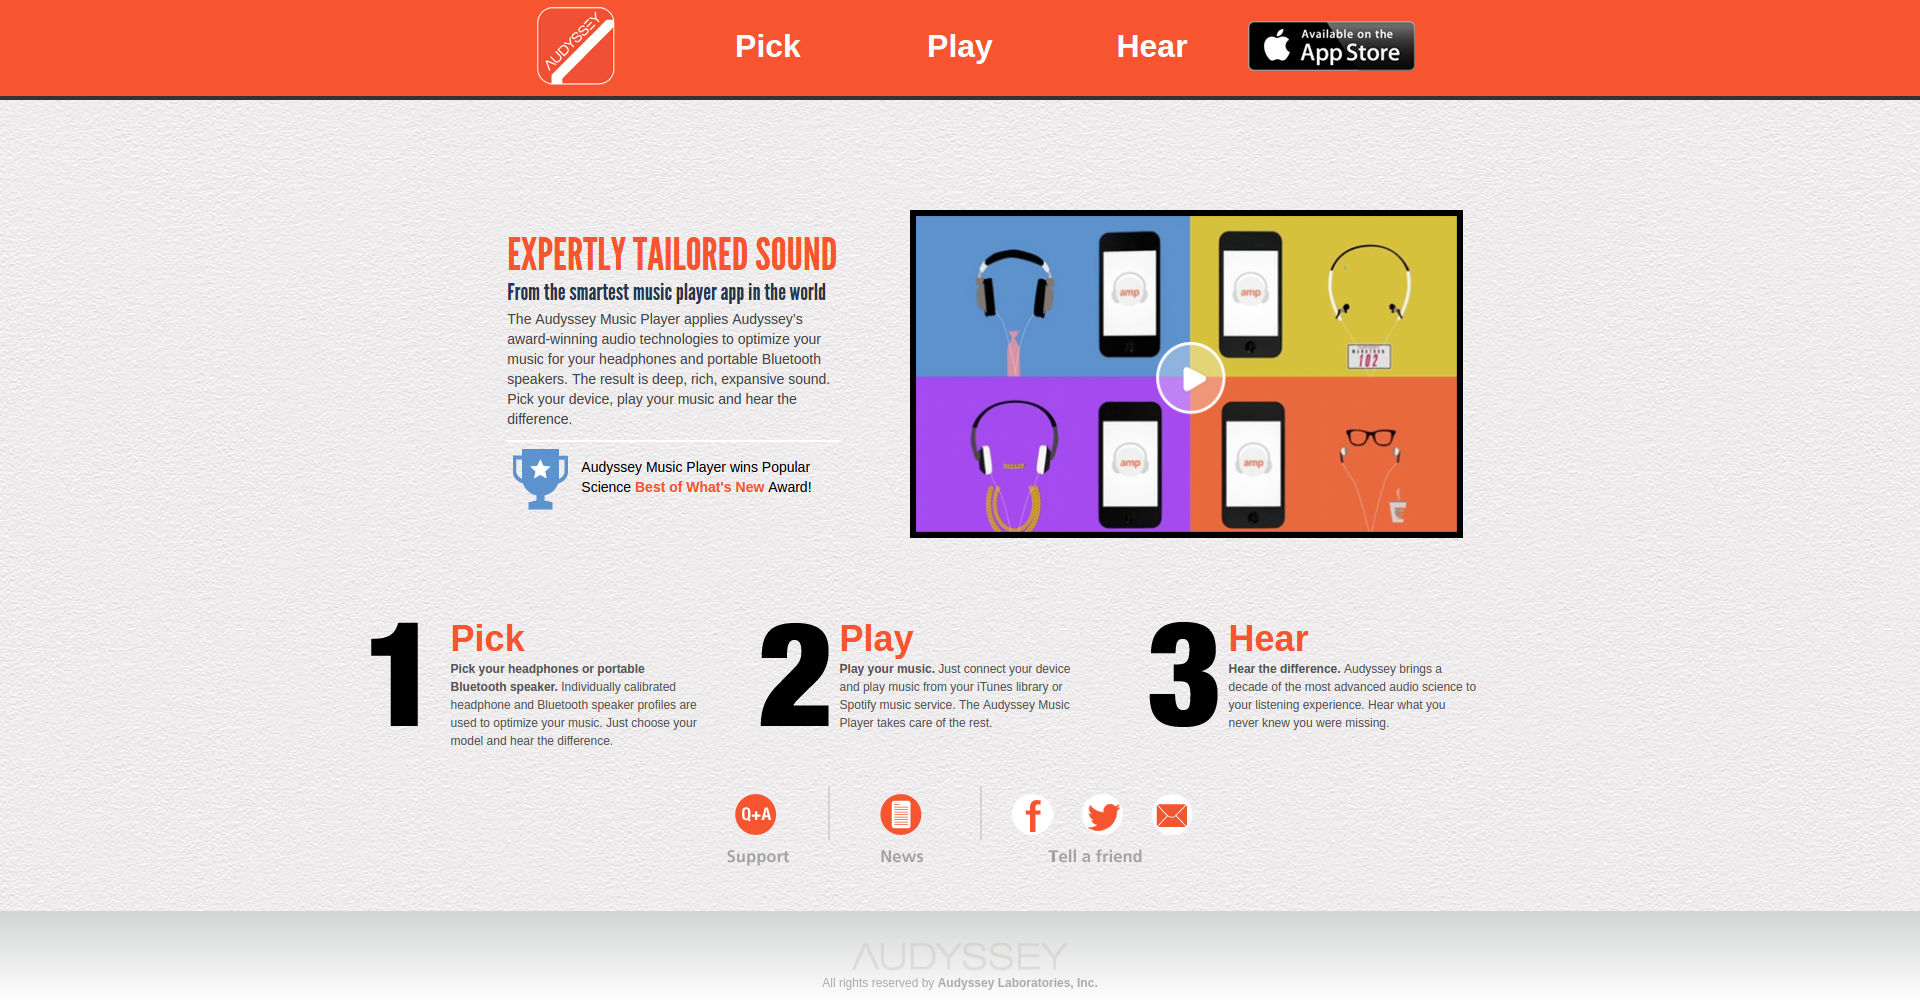 AUDYSSEY
Pick
Play
Hear
Available on the
App Store
EXPERTLY TAILORED SOUND
From the smartest music player app in the world
The Audyssey Music Player applies Audyssey's
award-winning audio technologies to optimize your
music for your headphones and portable Bluetooth
speakers. The result is deep, rich, expansive sound.
Pick your device, play your music and hear the
difference.
Audyssey Music Player wins Popular
Science Best of What's New Award!
amp
amp
MARATHON
102
amp
amp
1
Pick
Pick your headphones or portable
Bluetooth speaker. Individually calibrated
headphone and Bluetooth speaker profiles are
used to optimize your music. Just choose your
model and hear the difference.
2
Play
Play your music. Just connect your device
and play music from your iTunes library or
Spotify music service. The Audyssey Music
Player takes care of the rest.
3
Hear
Hear the difference. Audyssey brings a
decade of the most advanced audio science to
your listening experience. Hear what you
never knew you were missing.
Q+A
Support
News
f
Tell a friend
AUDYSSEY
All rights reserved by Audyssey Laboratories, Inc.